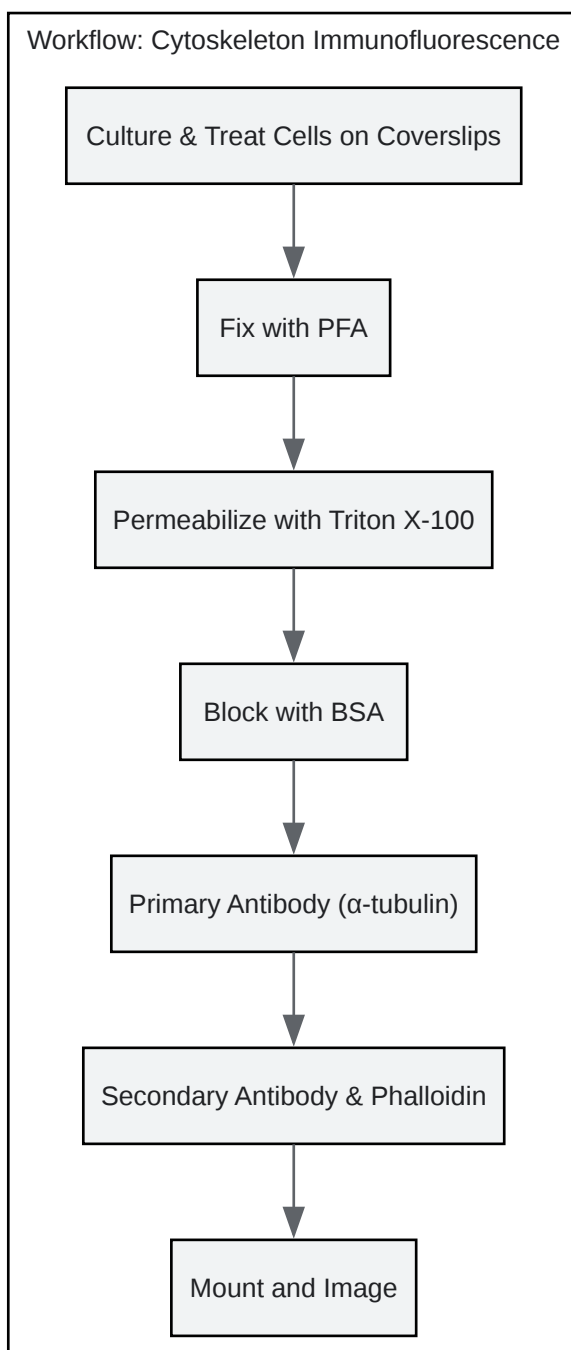 Workflow: Cytoskeleton Immunofluorescence
Culture & Treat Cells on Coverslips
Fix with PFA
Permeabilize with Triton X-100
Block with BSA
Primary Antibody (α-tubulin)
Secondary Antibody & Phalloidin
Mount and Image